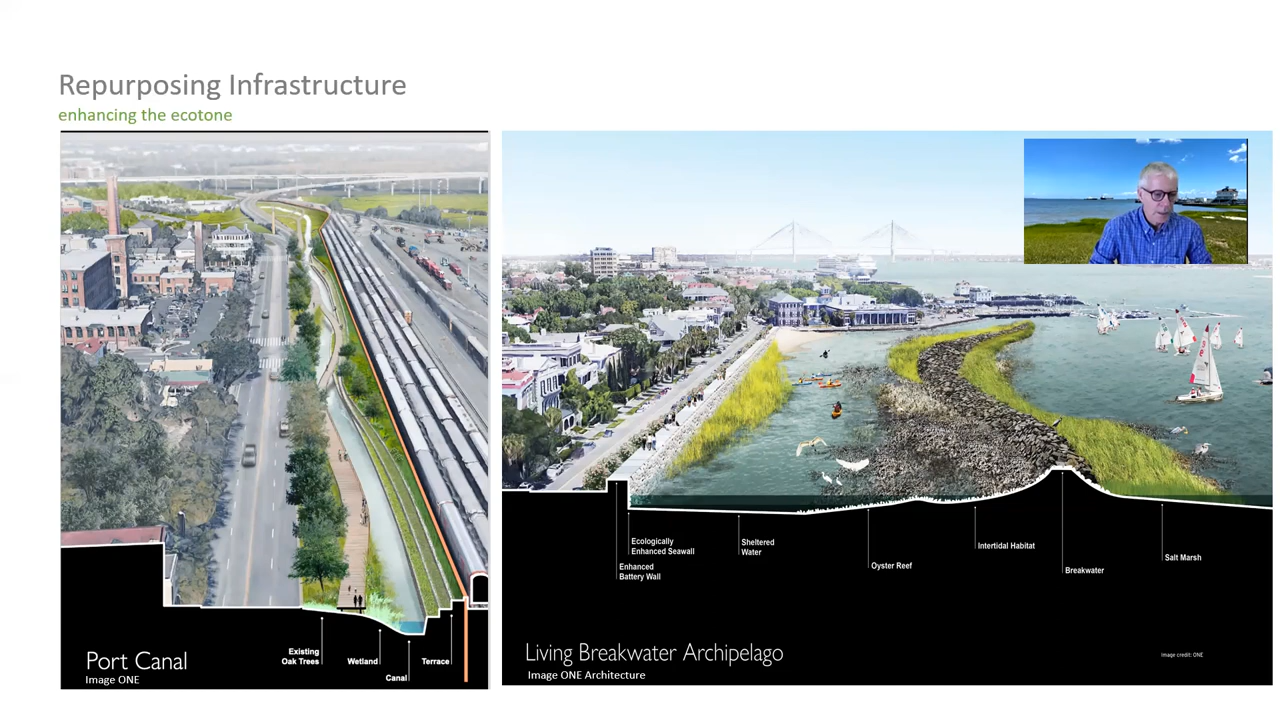 Repurposing Infrastructure
enhancing the ecotone
Existing
Oak Trees
Wetland
Canal
Terrace
Port Canal
Image ONE
Ecologically
Enhanced Seawall
Enhanced
Battery Wall
Sheltered
Water
Oyster Reef
Intertidal Habitat
Breakwater
Salt Marsh
Living Breakwater Archipelago
Image ONE Architecture
Image credit: ONE